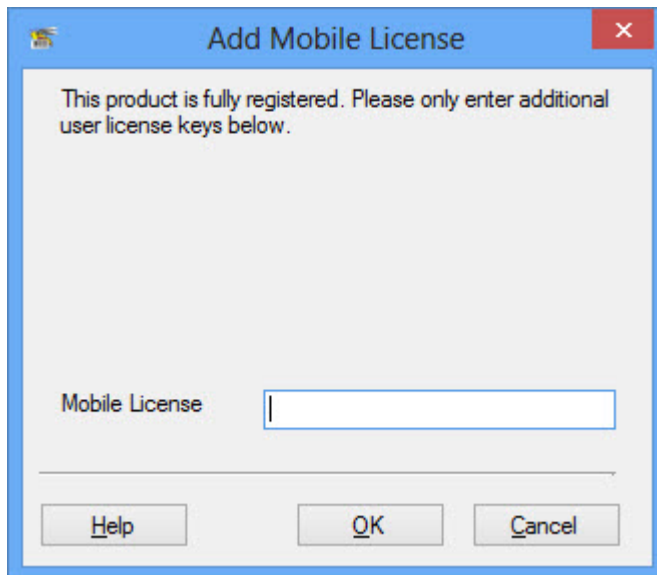 Add Mobile License
This product is fully registered. Please only enter additional
user license keys below.
Mobile License
Help
OK
Cancel